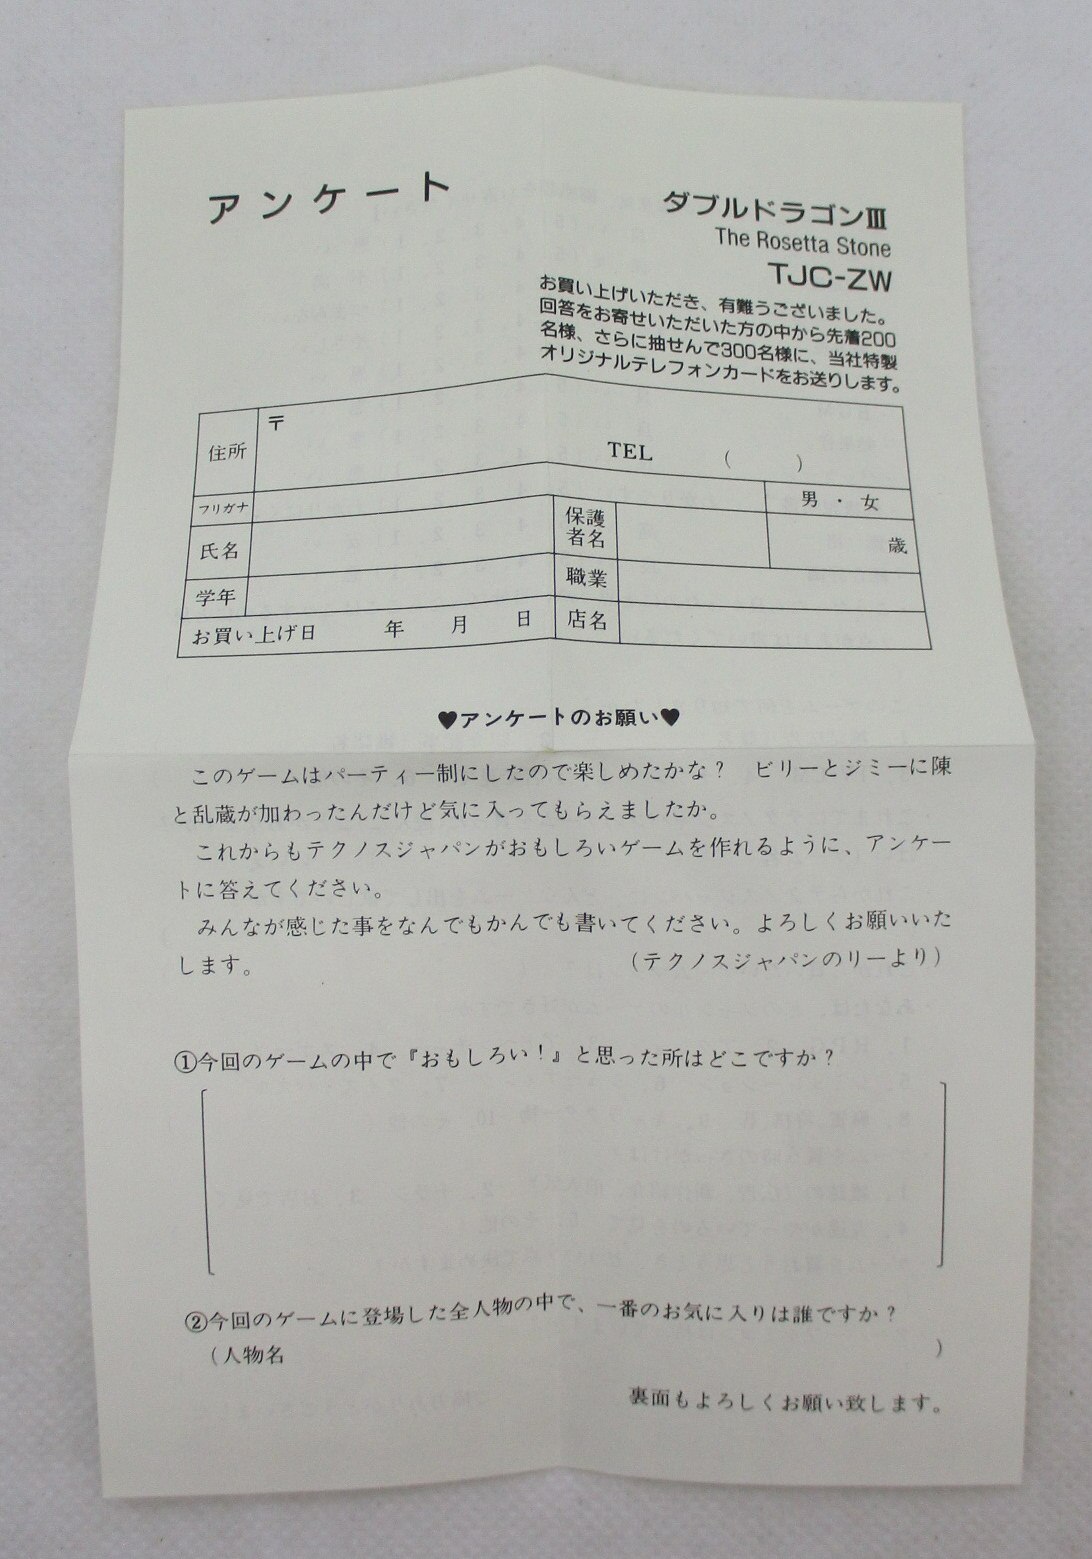 アンケート
ダブルドラゴンⅢ
The Rosetta Stone
TJC-ZW
お買い上げいただき、有難うございました。
回答をお寄せいただいた方の中から先着200
名様、さらに抽せんで300名様に、当社特製
オリジナルテレフォンカードをお送りします。
住所 〒
TEL ( )
フリガナ 男・女
氏名 保護者名 歳
学年 職業
お買い上げ日 年 月 日 店名
♥アンケートのお願い♥
このゲームはパーティー制にしたので楽しめたかな？ ビリーとジミーに陳
と乱蔵が加わったんだけど気に入ってもらえましたか。
これからもテクノスジャパンがおもしろいゲームを作れるように、アンケー
トに答えてください。
みんなが感じた事をなんでもかんでも書いてください。よろしくお願いいた
します。 （テクノスジャパンのリーより）
①今回のゲームの中で『おもしろい！』と思った所はどこですか？
②今回のゲームに登場した全人物の中で、一番のお気に入りは誰ですか？
（人物名 ）
裏面もよろしくお願い致します。